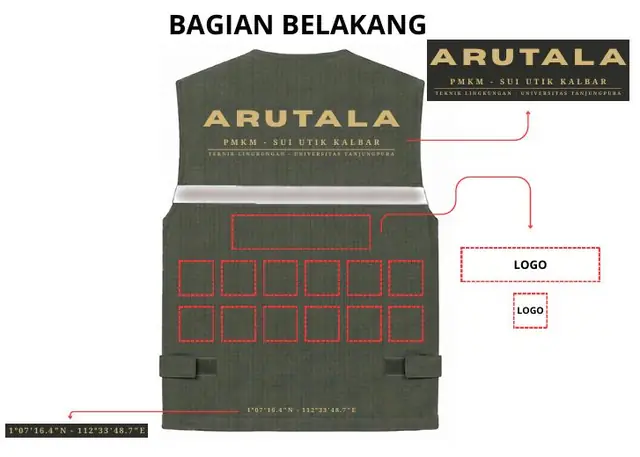 BAGIAN BELAKANG
ARUTALA
PMKM - SUI UTIK KALBAR
TEKNIK LINGKUNGAN - UNIVERSITAS TANJUNGPURA
ARUTALA
PMKM - SUI UTIK KALBAR
TEKNIK LINGKUNGAN - UNIVERSITAS TANJUNGPURA
LOGO
LOGO
1°07'16.4"N - 112°33'48.7"E
1°07'16.4"N - 112°33'48.7"E